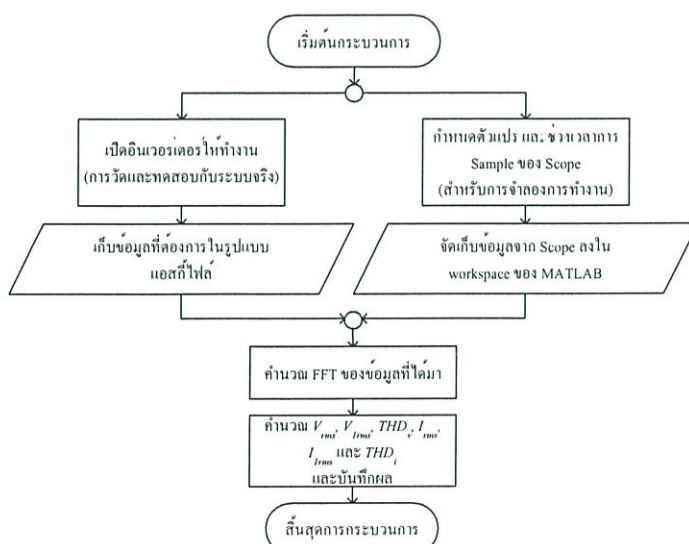 เริ่มต้นกระบวนการ
เปิดอินเวอร์เตอร์ให้ทำงาน
(การวัดและทดสอบกับระบบจริง)
กำหนดตัวแปร และ ช่วงเวลาการ
Sample ของ Scope
(สำหรับการจำลองการทำงาน)
เก็บข้อมูลที่ต้องการในรูปแบบ
แอสกี้ไฟล์
จัดเก็บข้อมูลจาก Scope ลงใน
workspace ของ MATLAB
คำนวณ FFT ของข้อมูลที่ได้มา
คำนวณ V_rms, V_1rms, THD_v, I_rms,
I_1rms และ THD_i
และบันทึกผล
สิ้นสุดการกระบวนการ